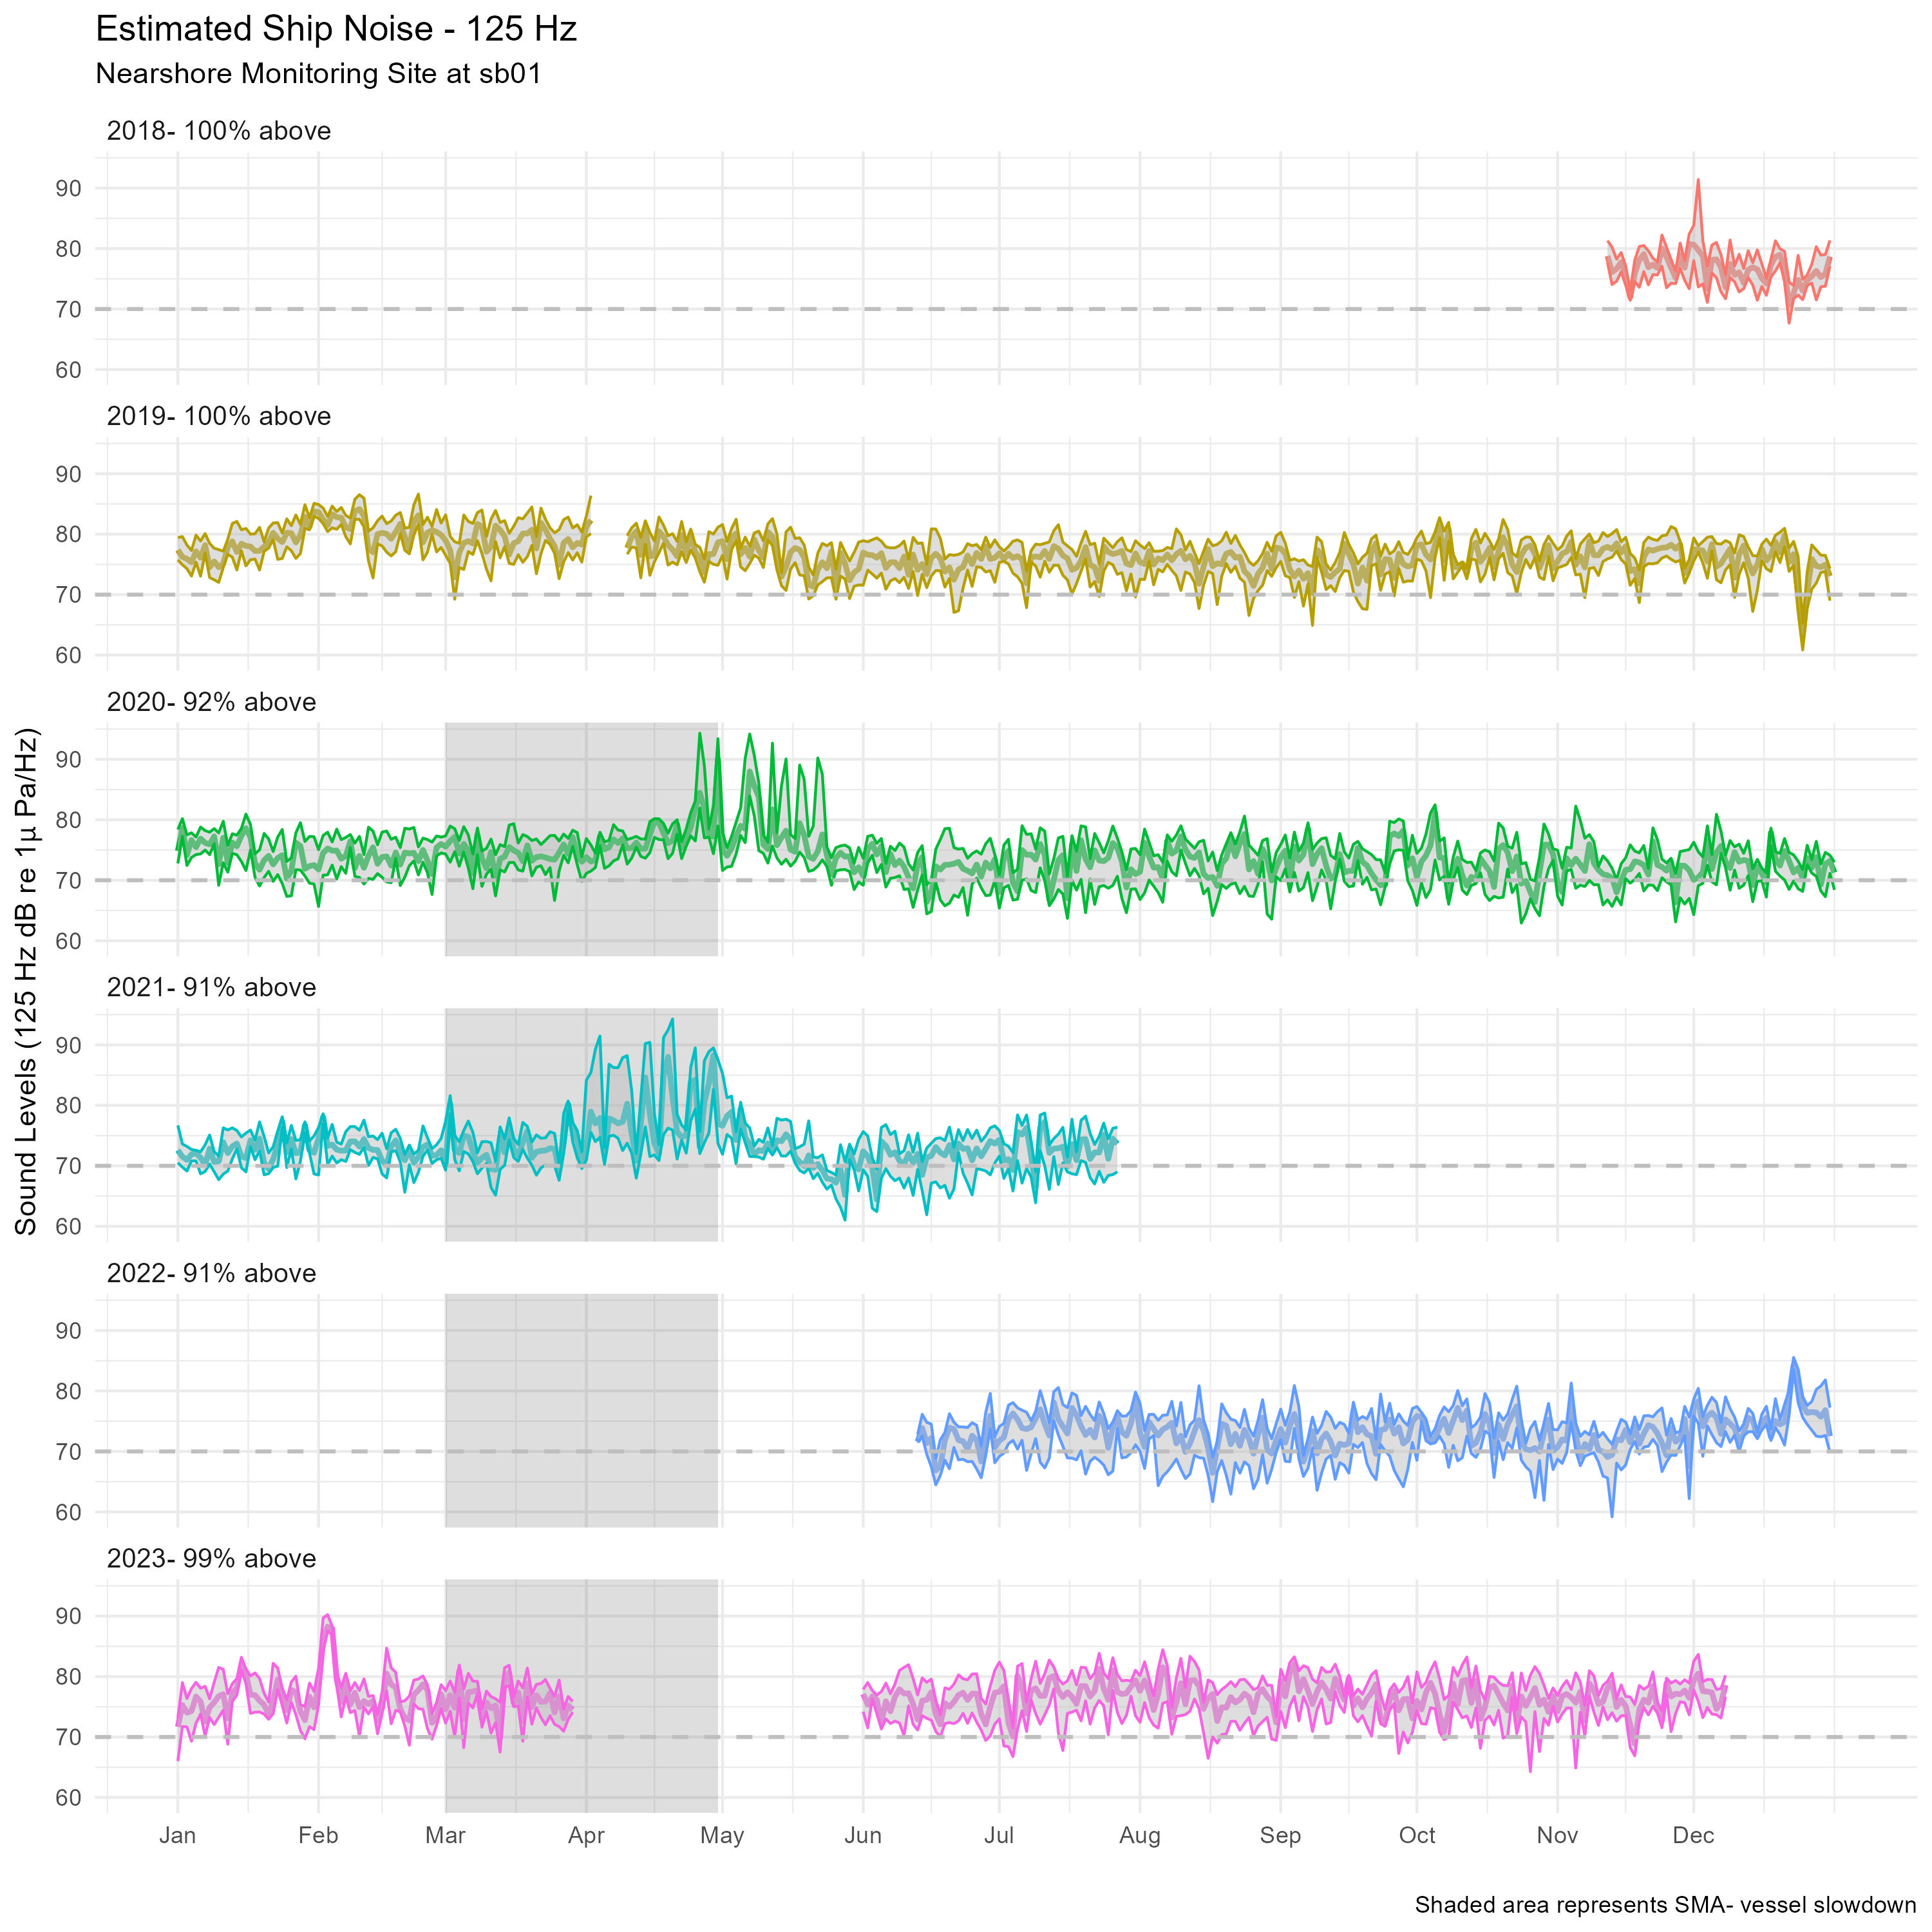 Estimated Ship Noise - 125 Hz
Nearshore Monitoring Site at sb01
Sound Levels (125 Hz dB re 1µ Pa/Hz)
2018- 100% above
90
80
70
60
2019- 100% above
90
80
70
60
2020- 92% above
90
80
70
60
2021- 91% above
90
80
70
60
2022- 91% above
90
80
70
60
2023- 99% above
90
80
70
60
Jan Feb Mar Apr May Jun Jul Aug Sep Oct Nov Dec
Shaded area represents SMA- vessel slowdown